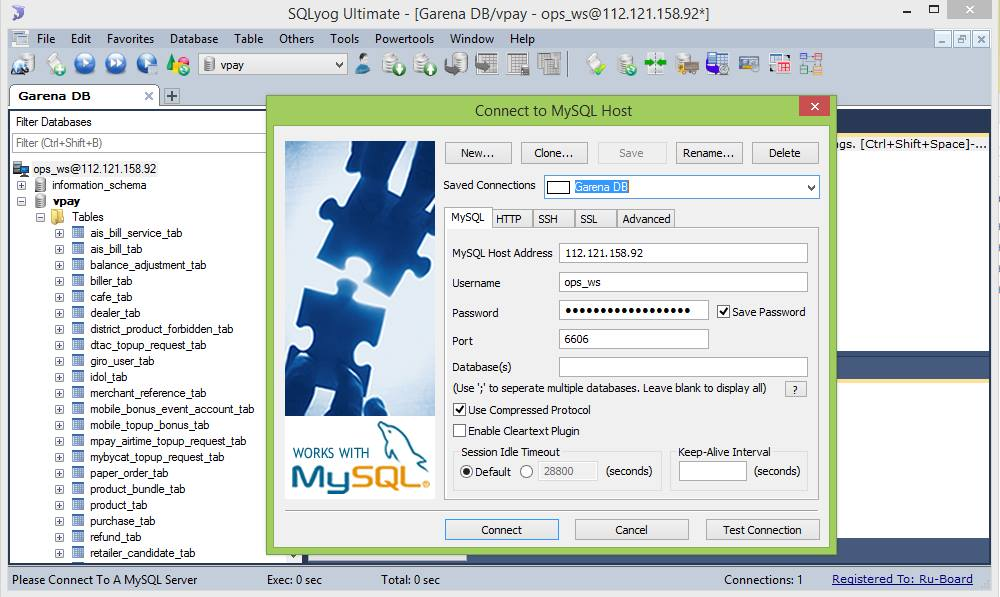 SQLyog Ultimate - [Garena DB/vpay - ops_ws@112.121.158.92*]
File Edit Favorites Database Table Others Tools Powertools Window Help
vpay
Garena DB
Filter Databases
Filter (Ctrl+Shift+B)
ops_ws@112.121.158.92
information_schema
vpay
Tables
ais_bill_service_tab
ais_bill_tab
balance_adjustment_tab
biller_tab
cafe_tab
dealer_tab
district_product_forbidden_tab
dtac_topup_request_tab
giro_user_tab
idol_tab
merchant_reference_tab
mobile_bonus_event_account_tab
mobile_topup_bonus_tab
mpay_airtime_topup_request_tab
mybycat_topup_request_tab
paper_order_tab
product_bundle_tab
product_tab
purchase_tab
refund_tab
retailer_candidate_tab
ngs. [Ctrl+Shift+Space]-...
Connect to MySQL Host
New... Clone... Save Rename... Delete
Saved Connections Garena DB
MySQL HTTP SSH SSL Advanced
MySQL Host Address 112.121.158.92
Username ops_ws
Password Save Password
Port 6606
Database(s)
(Use ';' to seperate multiple databases. Leave blank to display all) ?
Use Compressed Protocol
Enable Cleartext Plugin
Session Idle Timeout Keep-Alive Interval
Default 28800 (seconds) (seconds)
WORKS WITH
MySQL®
Connect Cancel Test Connection
Please Connect To A MySQL Server Exec: 0 sec Total: 0 sec Connections: 1 Registered To: Ru-Board